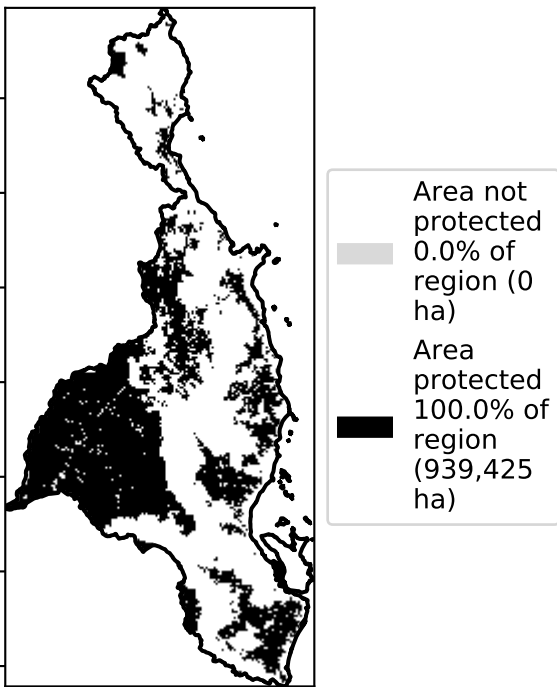 Area not
protected
0.0% of
region (0
ha)
Area
protected
100.0% of
region
(939,425
ha)